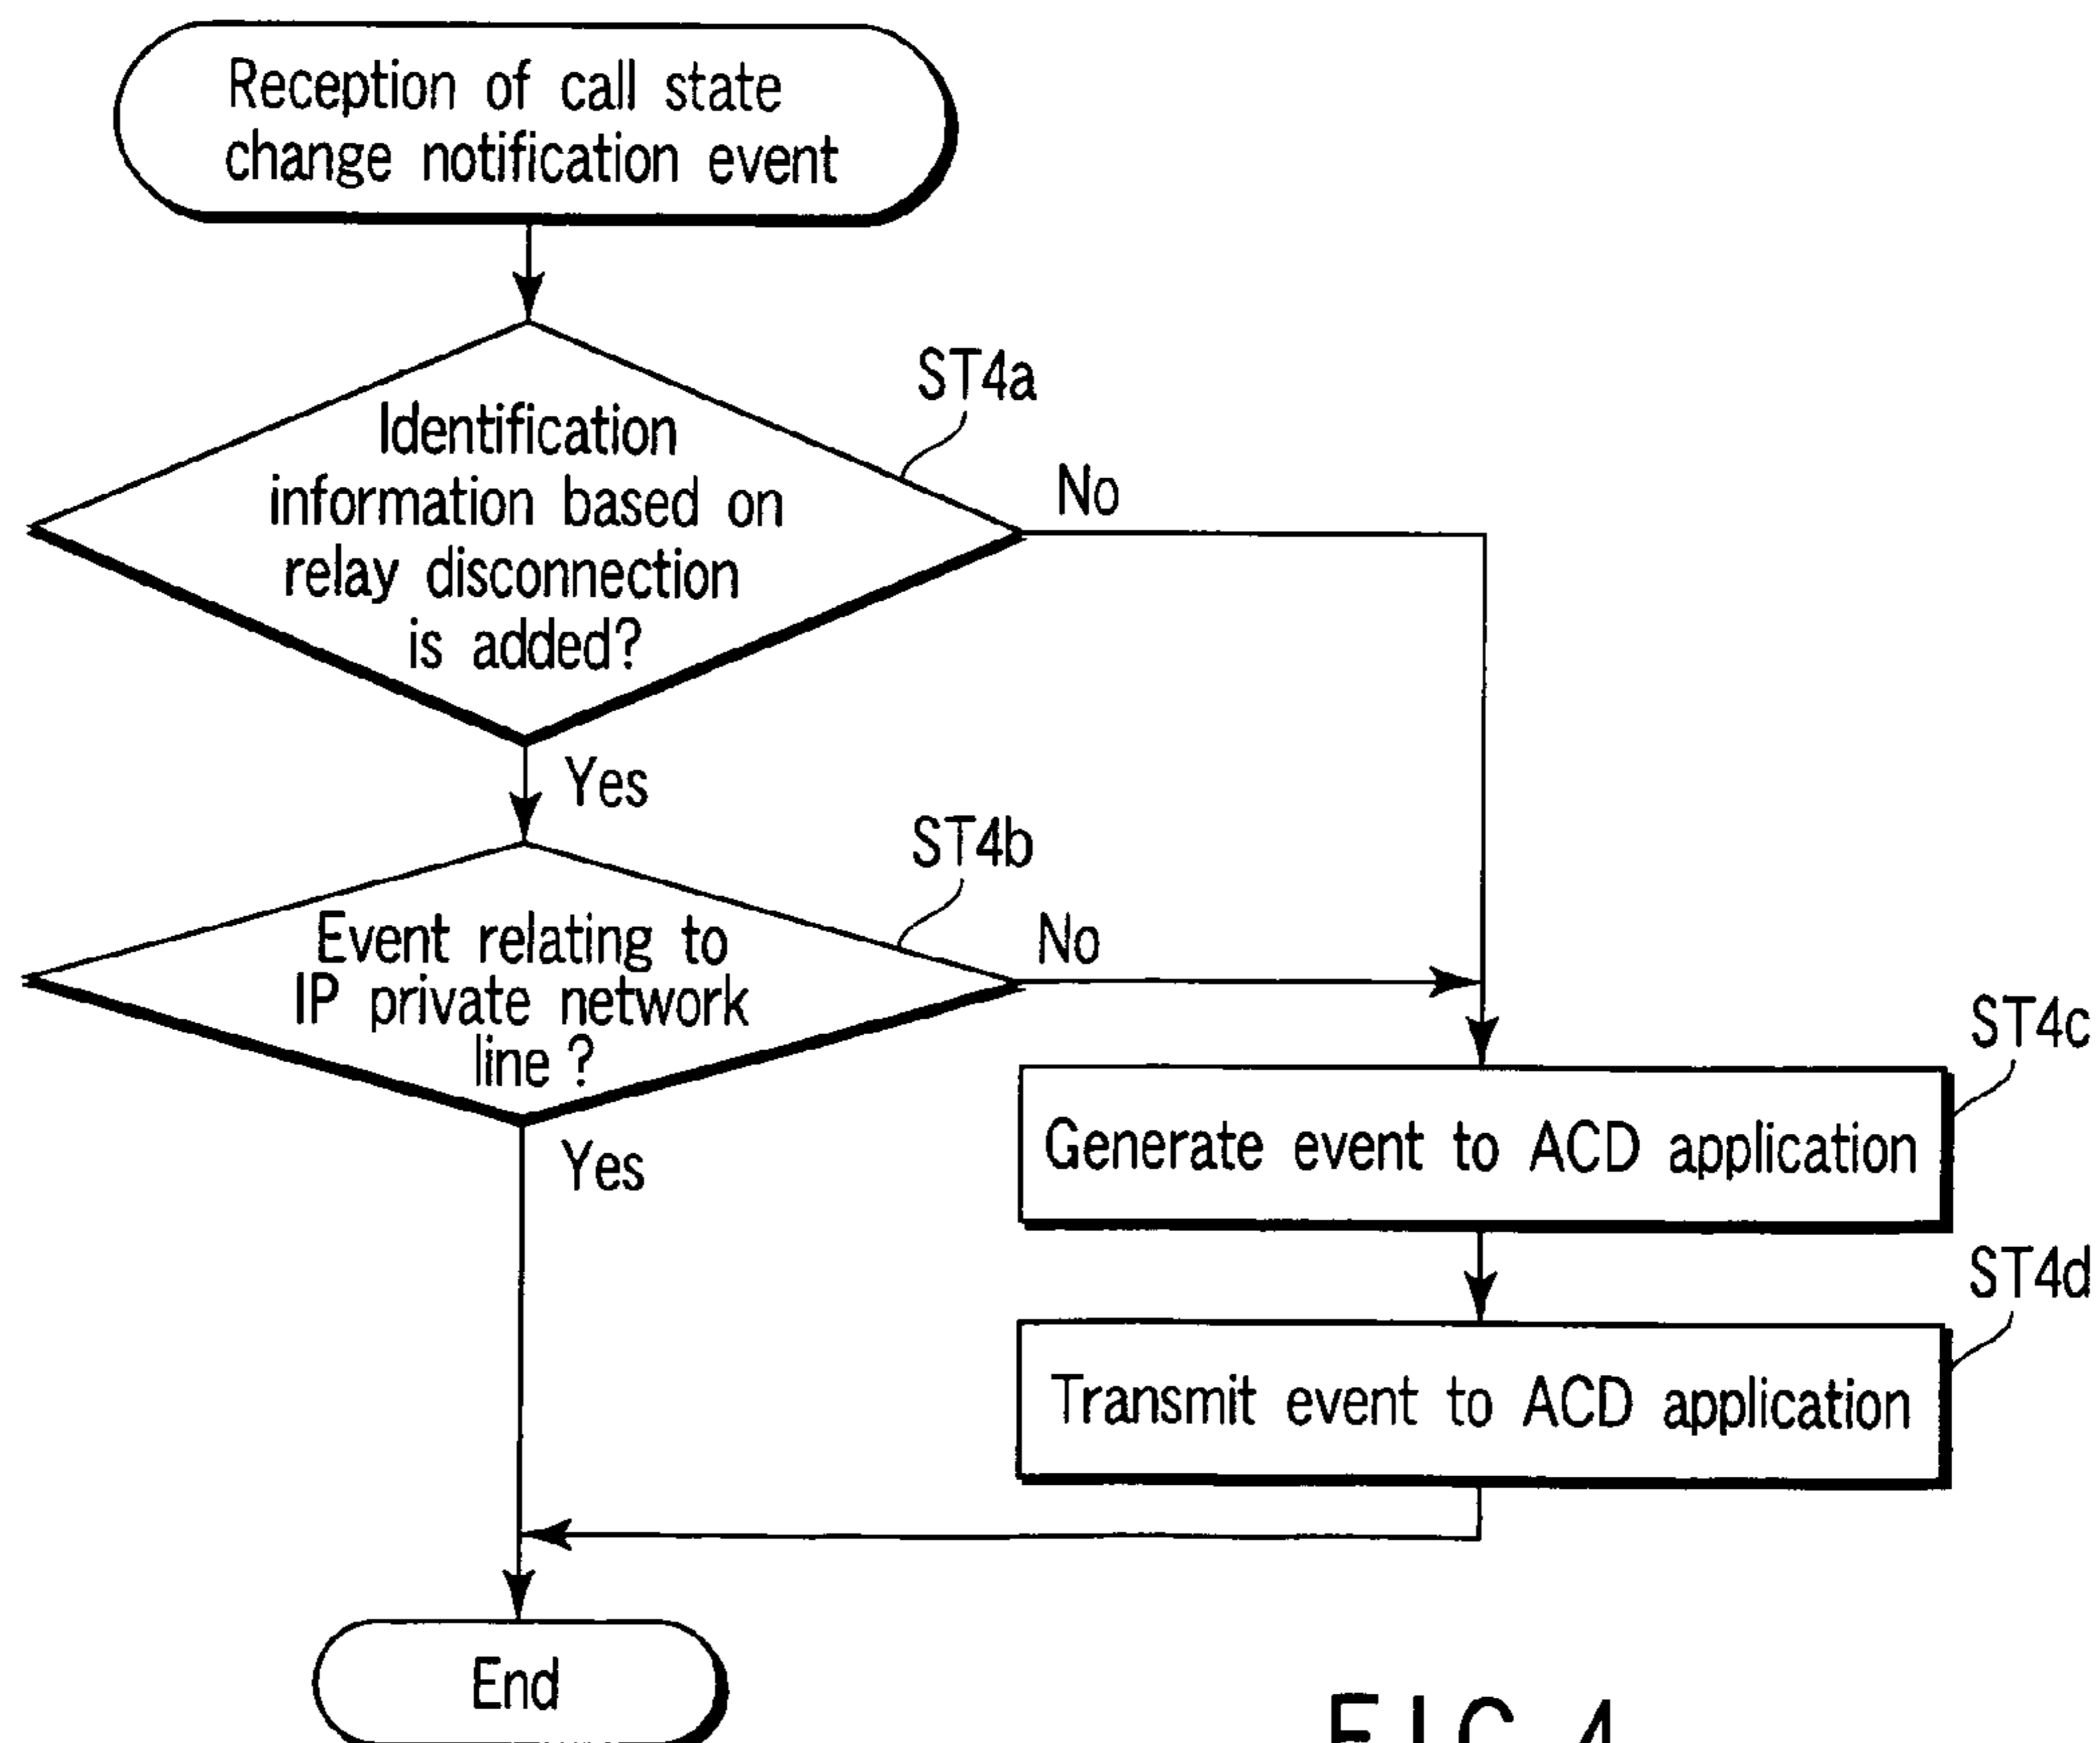 Reception of call state
change notification event
ST4a
Identification
information based on
relay disconnection
is added?
No
Yes
ST4b
Event relating to
IP private network
line ?
No
Yes
ST4c
Generate event to ACD application
ST4d
Transmit event to ACD application
End
FIG. 4